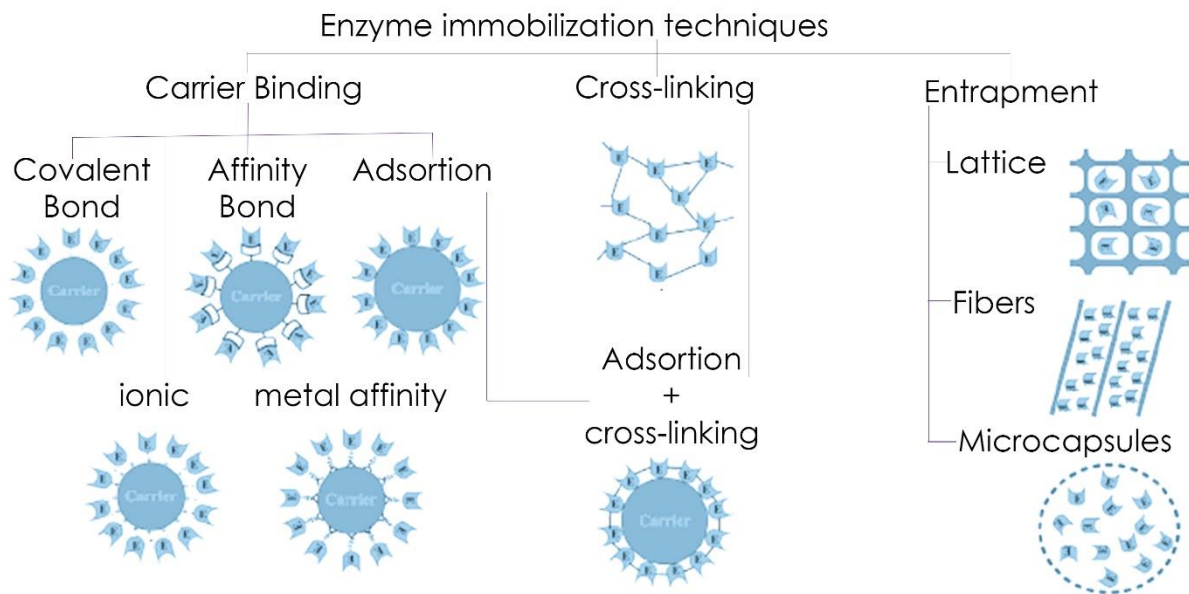 Enzyme immobilization techniques
Carrier Binding
Cross-linking
Entrapment
Covalent
Bond
Affinity
Bond
Adsortion
Lattice
Fibers
Microcapsules
ionic
metal affinity
Adsortion
+
cross-linking
Carrier
Carrier
Carrier
Carrier
Carrier
Carrier